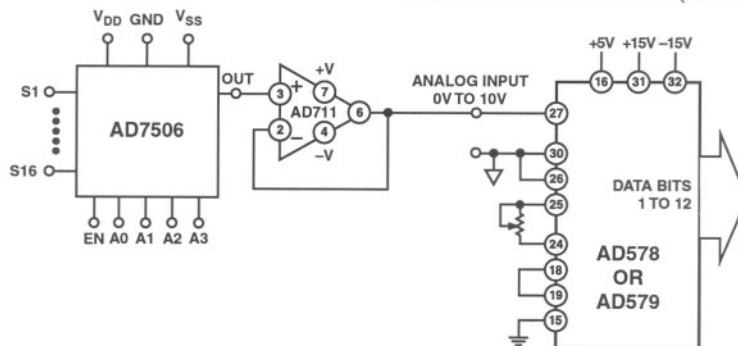 V_DD GND V_SS
+5V +15V –15V
OUT
16 31 32
S1
S16
AD7506
3 + +V 7
AD711
2 – 4 –V
6
ANALOG INPUT
0V TO 10V
27
30
26
25
24
18
19
15
DATA BITS
1 TO 12
AD578
OR
AD579
EN A0 A1 A2 A3